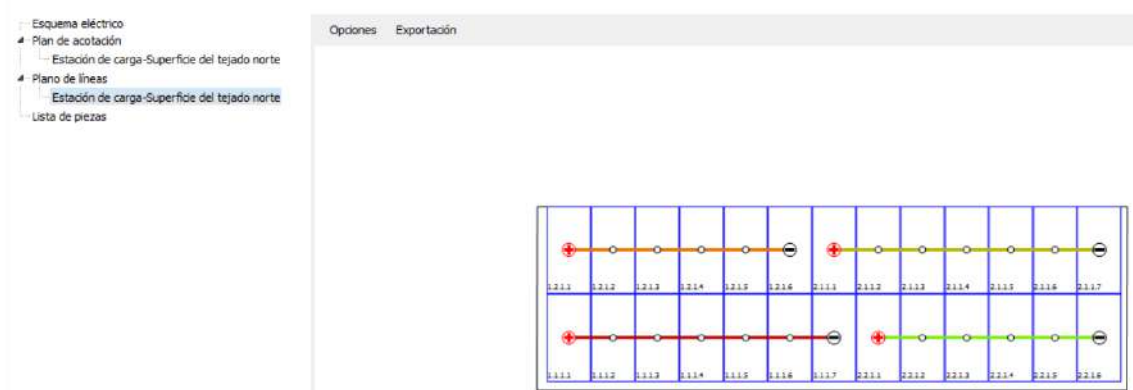 Esquema eléctrico
Plan de acotación
Estación de carga-Superficie del tejado norte
Plano de líneas
Estación de carga-Superficie del tejado norte
Lista de piezas
Opciones Exportación
1.2.1.1 1.2.1.2 1.2.1.3 1.2.1.4 1.2.1.5 1.2.1.6 2.1.1.1 2.1.1.2 2.1.1.3 2.1.1.4 2.1.1.5 2.1.1.6 2.1.1.7
1.1.1.1 1.1.1.2 1.1.1.3 1.1.1.4 1.1.1.5 1.1.1.6 1.1.1.7 2.2.1.1 2.2.1.2 2.2.1.3 2.2.1.4 2.2.1.5 2.2.1.6